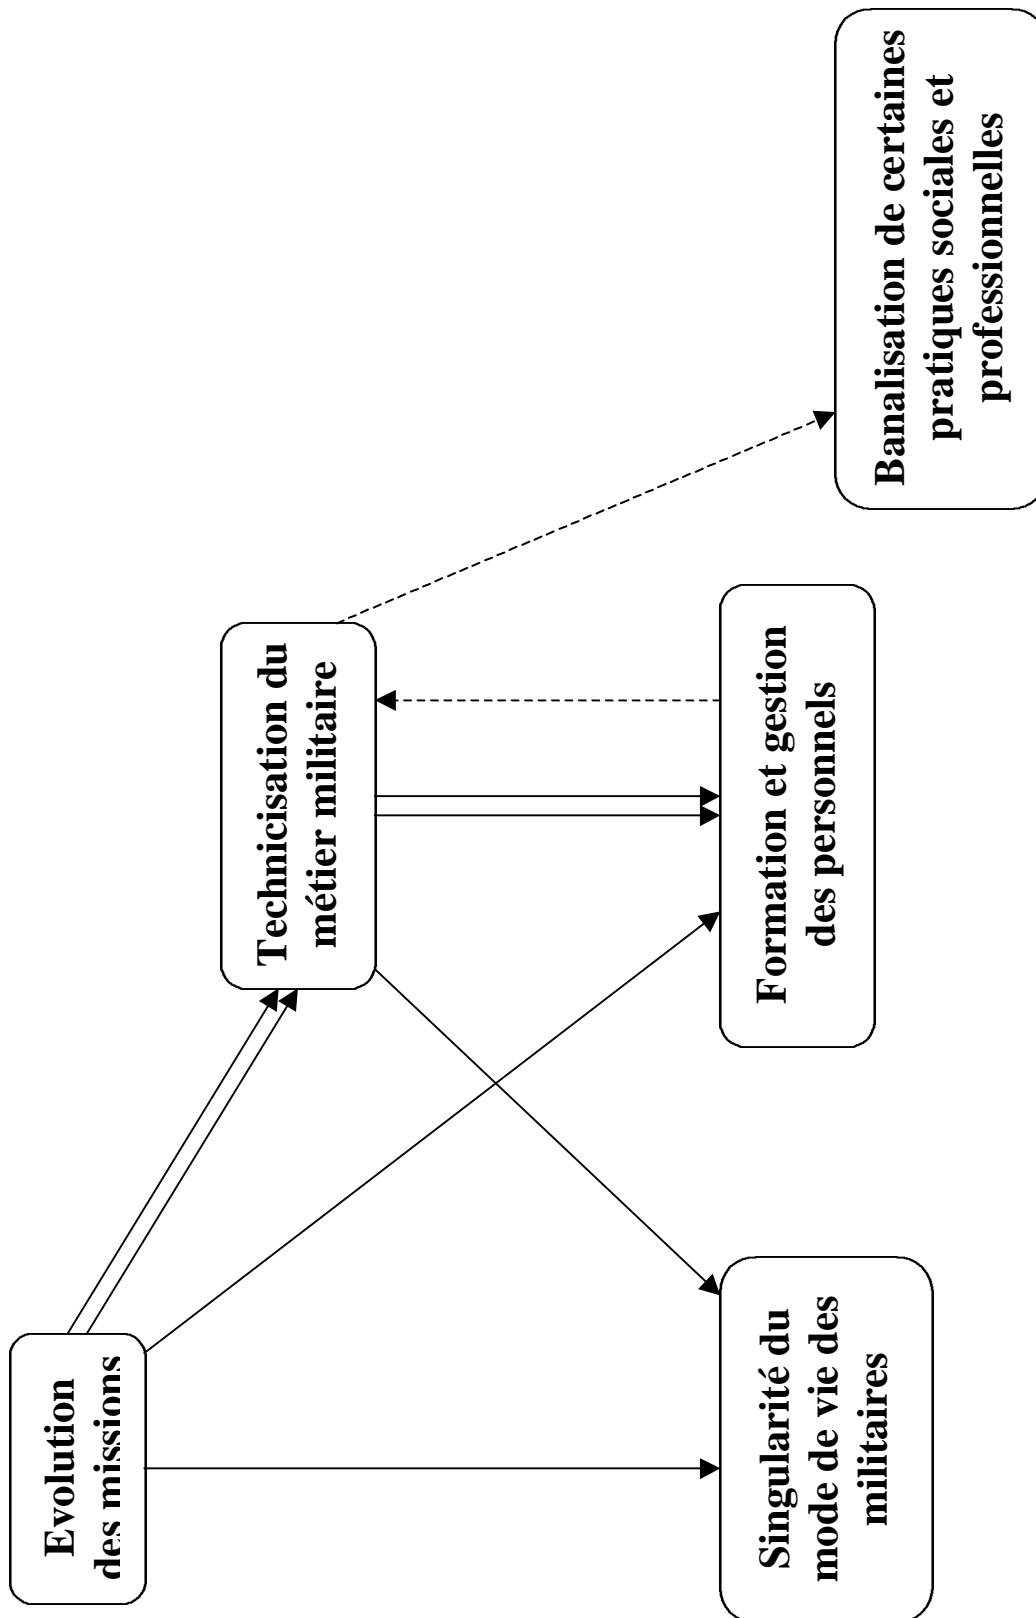 Evolution
des missions
Technicisation du
métier militaire
Singularité du
mode de vie des
militaires
Formation et gestion
des personnels
Banalisation de certaines
pratiques sociales et
professionnelles